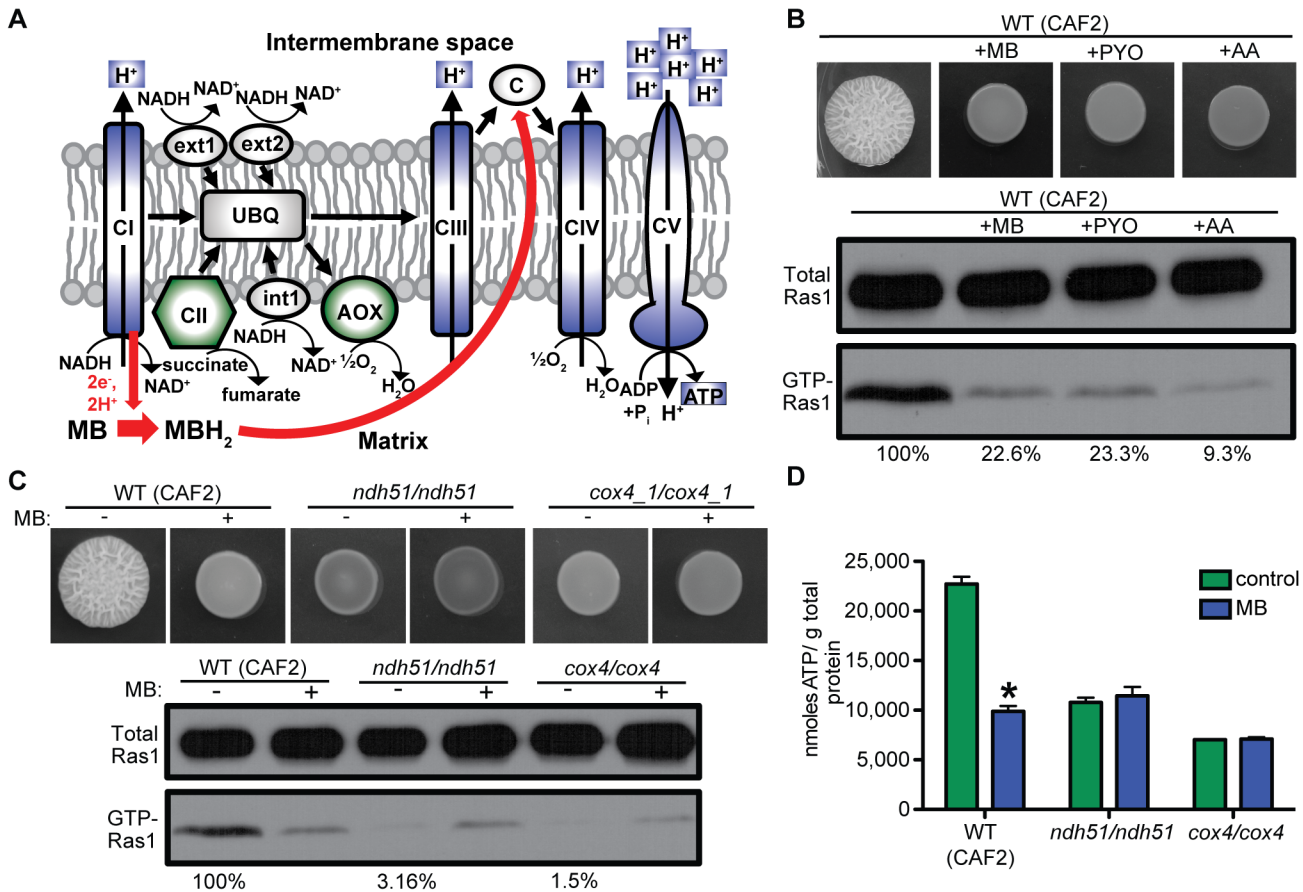 A
Intermembrane space
H⁺
NADH
NAD⁺
NADH
NAD⁺
H⁺
C
H⁺
H⁺
H⁺
H⁺
H⁺
H⁺
H⁺
ext1
ext2
UBQ
CI
CIII
CIV
CV
CII
int1
AOX
NADH
NAD⁺
succinate
fumarate
NADH
NAD⁺
½O₂
H₂O
½O₂
H₂O
ADP
+Pᵢ
H⁺
ATP
2e⁻,
2H⁺
MB
MBH₂
Matrix
B
WT (CAF2)
+MB +PYO +AA
WT (CAF2)
+MB +PYO +AA
Total
Ras1
GTP-
Ras1
100% 22.6% 23.3% 9.3%
C
WT (CAF2) ndh51/ndh51 cox4_1/cox4_1
MB: - + - + - +
WT (CAF2) ndh51/ndh51 cox4/cox4
MB: - + - + - +
Total
Ras1
GTP-
Ras1
100% 3.16% 1.5%
D
nmoles ATP/ g total
protein
25,000
20,000
15,000
10,000
5,000
0
control
MB
*
WT
(CAF2)
ndh51/ndh51
cox4/cox4